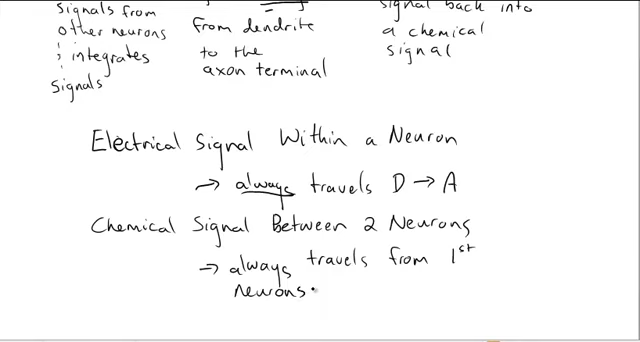 signals from
other neurons
; integrates
signals
from dendrite
to the
axon terminal
signal back into
a chemical
signal
Electrical Signal Within a Neuron
→ always travels D → A
Chemical Signal Between 2 Neurons
→ always travels from 1st
neurons